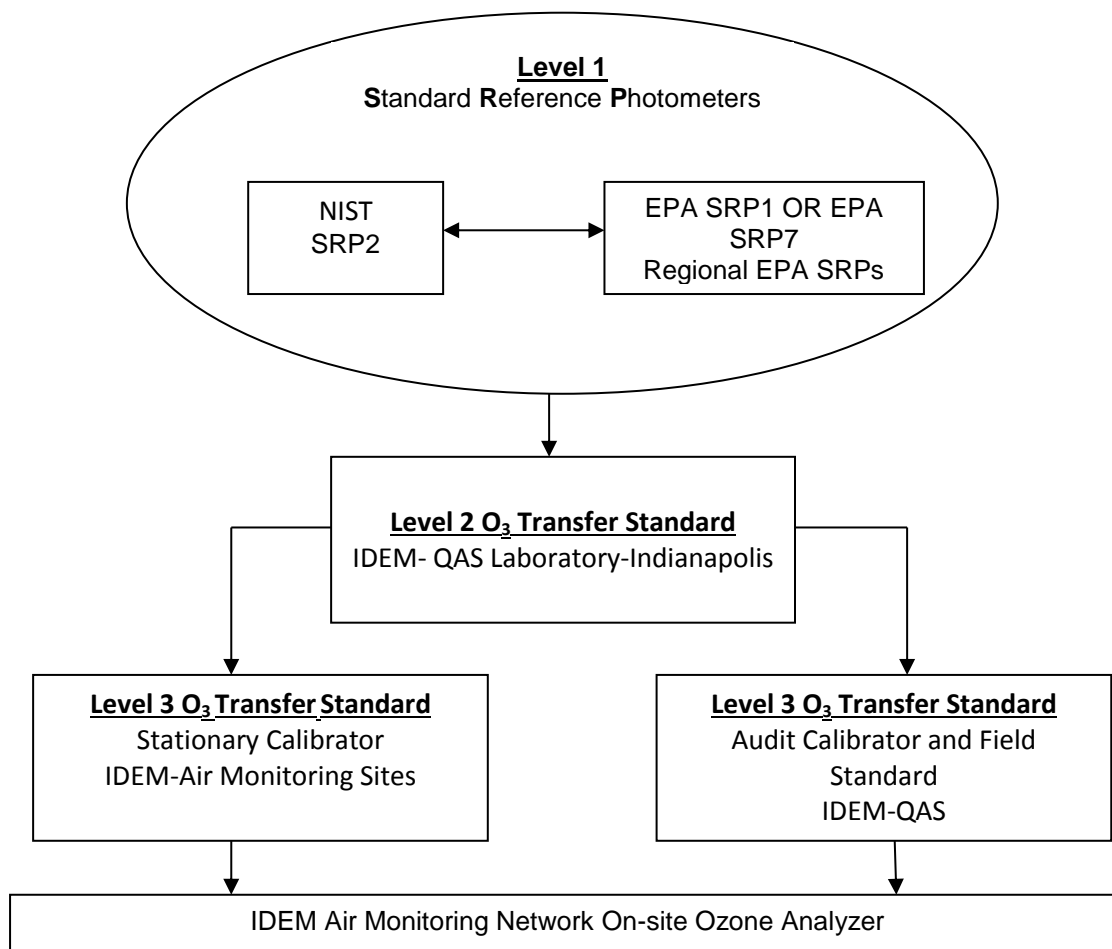 Level 1
Standard Reference Photometers
NIST
SRP2
EPA SRP1 OR EPA
SRP7
Regional EPA SRPs
Level 2 O3 Transfer Standard
IDEM- QAS Laboratory-Indianapolis
Level 3 O3 Transfer Standard
Stationary Calibrator
IDEM-Air Monitoring Sites
Level 3 O3 Transfer Standard
Audit Calibrator and Field
Standard
IDEM-QAS
IDEM Air Monitoring Network On-site Ozone Analyzer